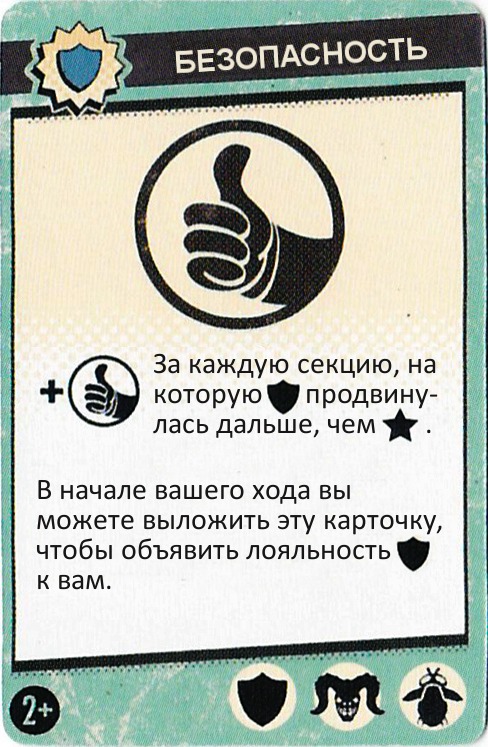 БЕЗОПАСНОСТЬ
+
За каждую секцию, на
которую продвину-
лась дальше, чем .
В начале вашего хода вы
можете выложить эту карточку,
чтобы объявить лояльность
к вам.
2+